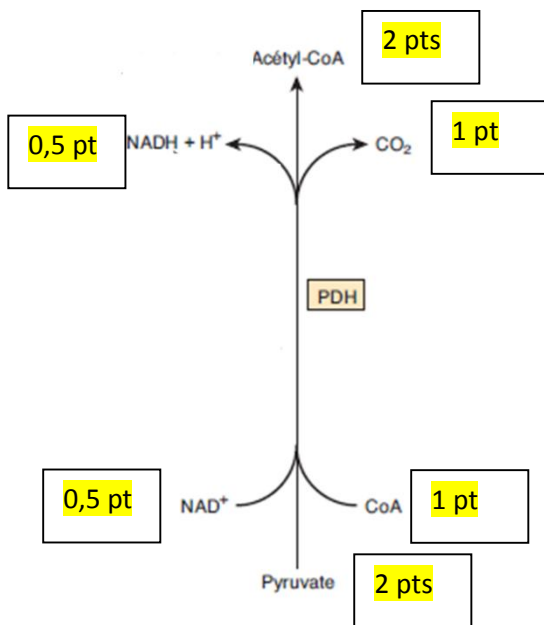 2 pts
Acétyl-CoA
1 pt
0,5 pt
NADH + H⁺
CO₂
PDH
0,5 pt
NAD⁺
CoA
1 pt
Pyruvate
2 pts